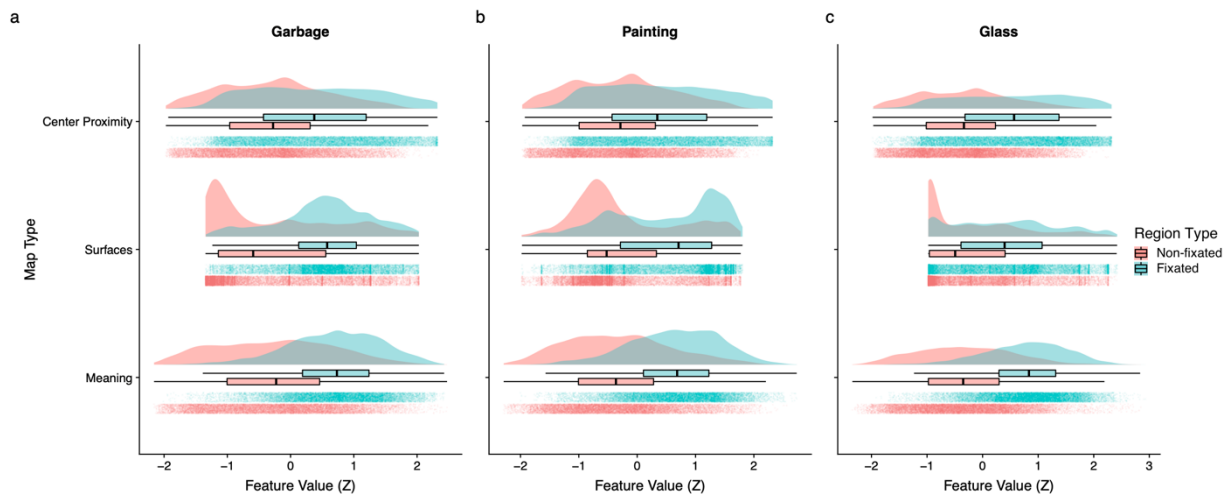 a
b
c
Garbage
Painting
Glass
Map Type
Center Proximity
Surfaces
Meaning
Region Type
Non-fixated
Fixated
−2 −1 0 1 2
−2 −1 0 1 2
−2 −1 0 1 2 3
Feature Value (Z)
Feature Value (Z)
Feature Value (Z)